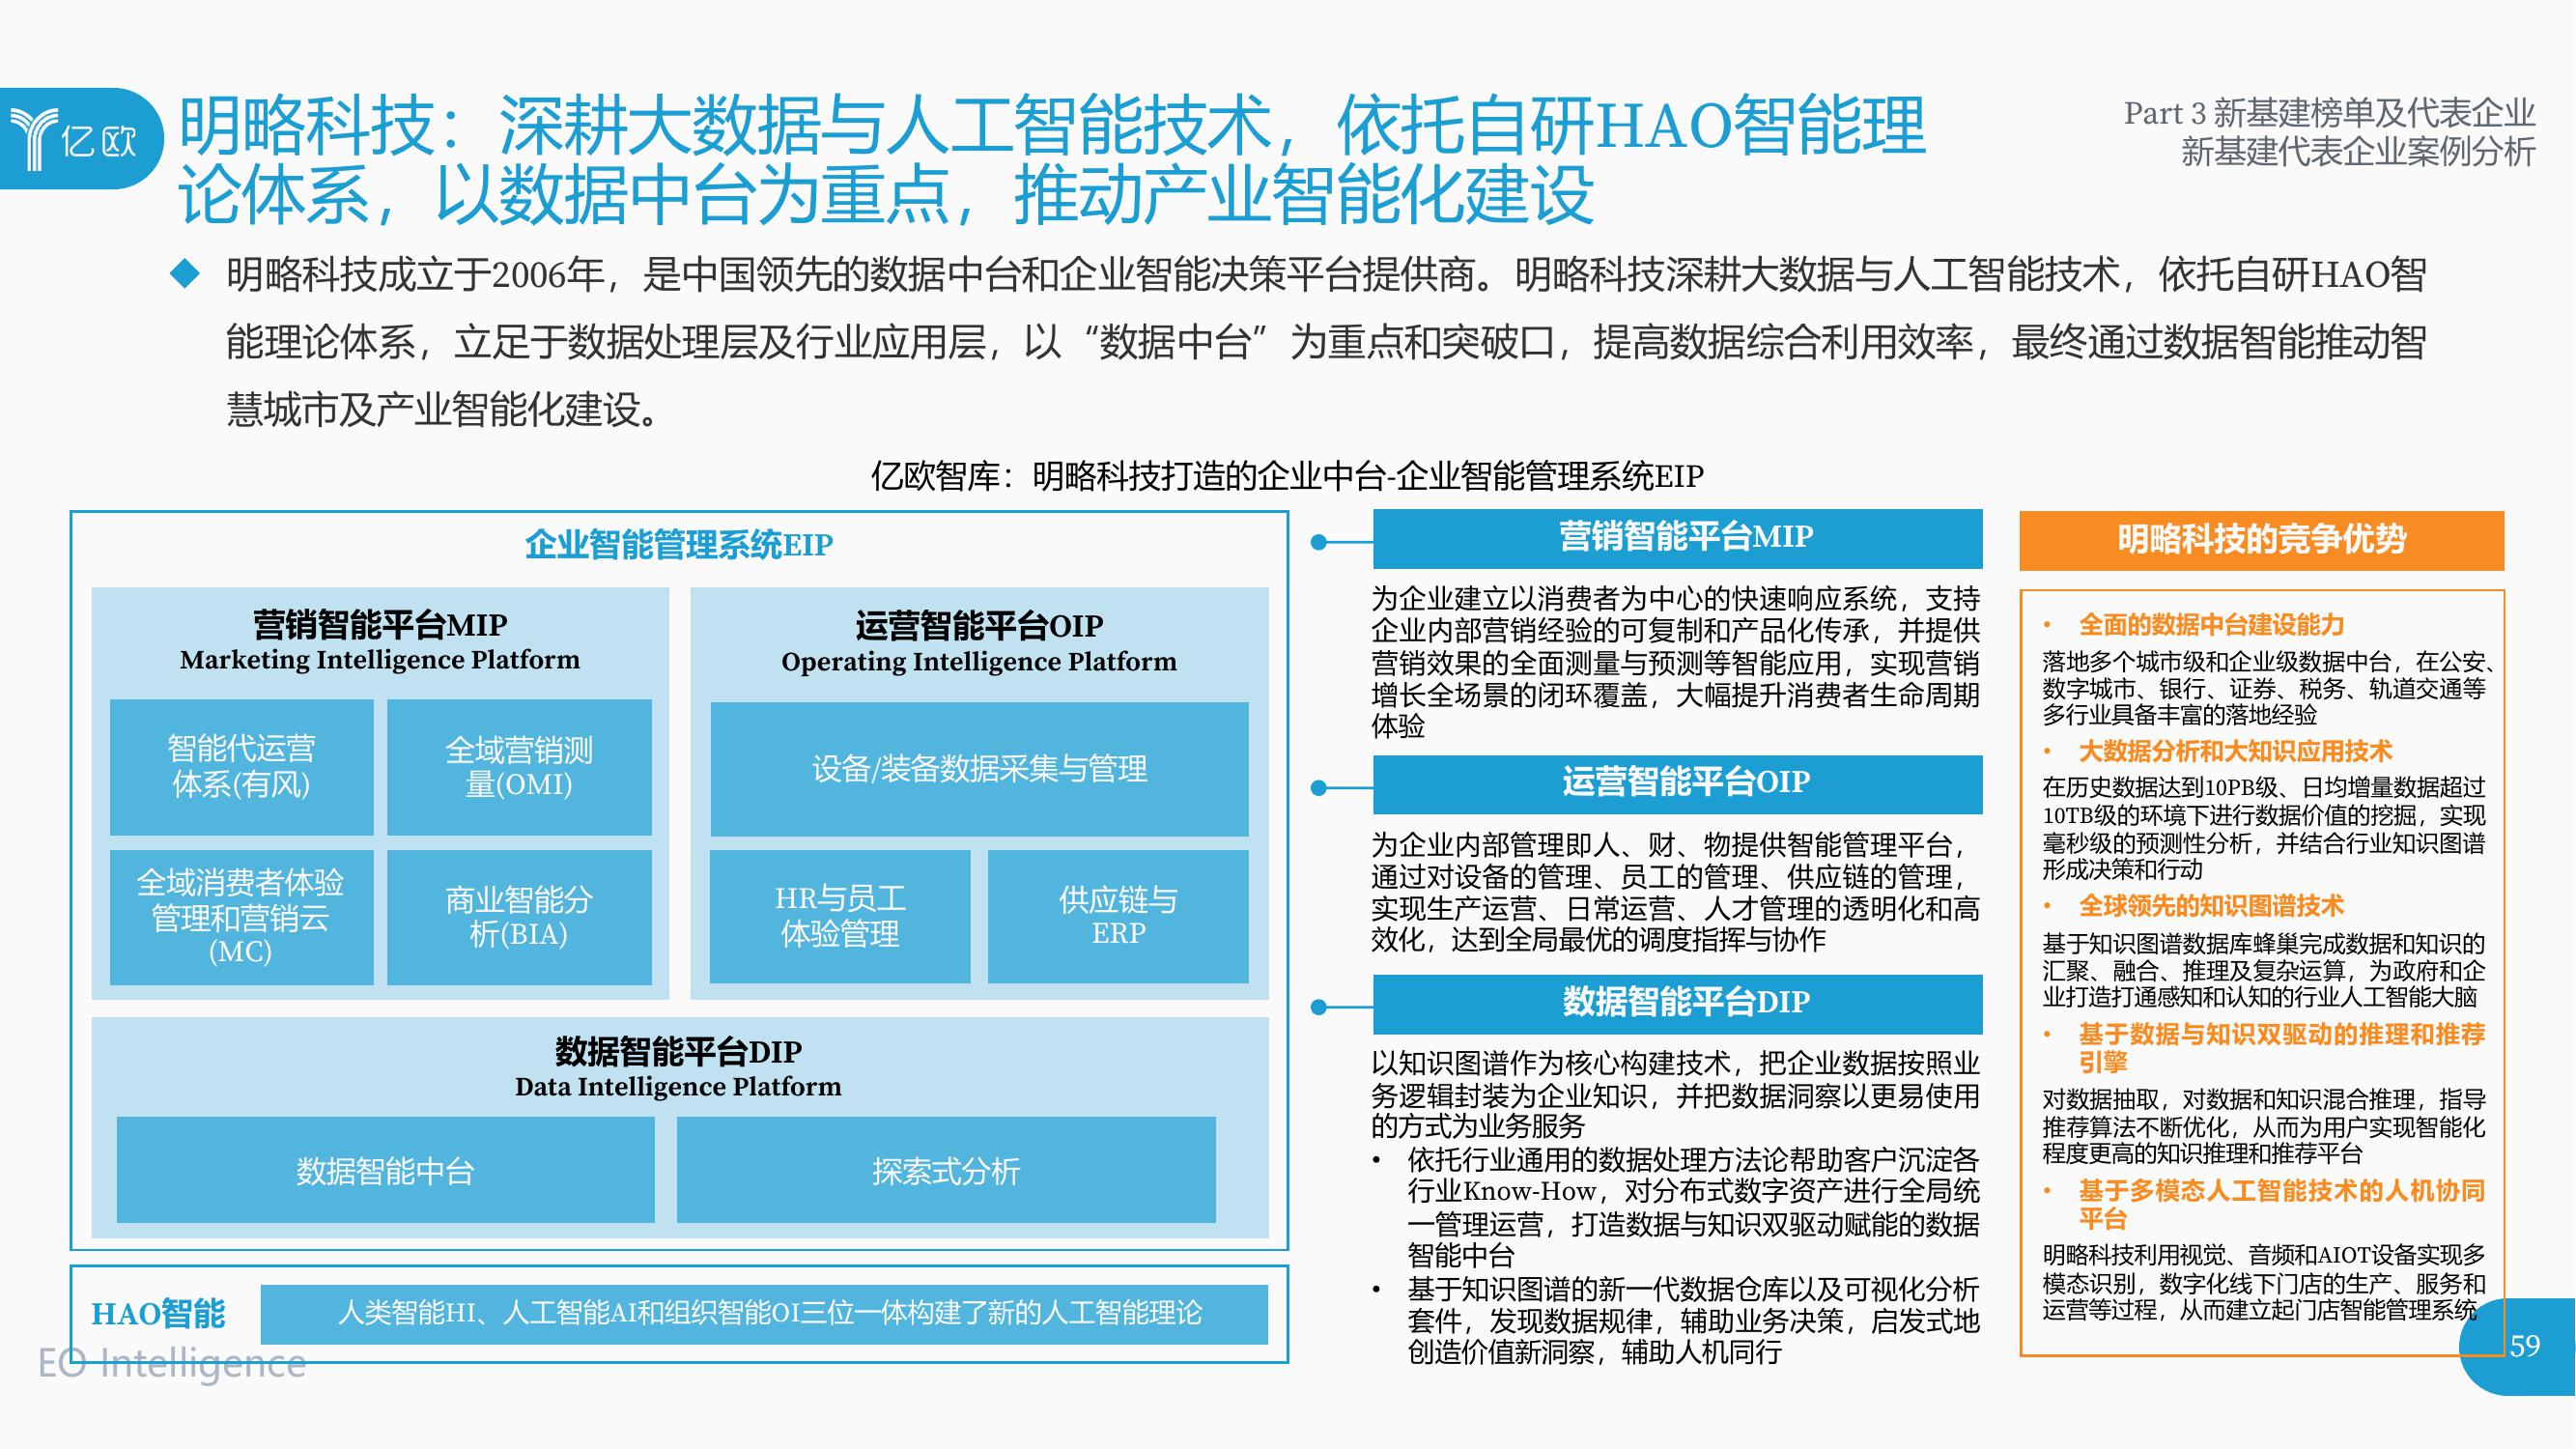 亿欧
明略科技：深耕大数据与人工智能技术，依托自研HAO智能理
论体系，以数据中台为重点，推动产业智能化建设
Part 3 新基建榜单及代表企业
新基建代表企业案例分析
明略科技成立于2006年，是中国领先的数据中台和企业智能决策平台提供商。明略科技深耕大数据与人工智能技术，依托自研HAO智
能理论体系，立足于数据处理层及行业应用层，以“数据中台”为重点和突破口，提高数据综合利用效率，最终通过数据智能推动智
慧城市及产业智能化建设。
亿欧智库：明略科技打造的企业中台-企业智能管理系统EIP
企业智能管理系统EIP
营销智能平台MIP
Marketing Intelligence Platform
智能代运营
体系(有风)
全域营销测
量(OMI)
全域消费者体验
管理和营销云
(MC)
商业智能分
析(BIA)
运营智能平台OIP
Operating Intelligence Platform
设备/装备数据采集与管理
HR与员工
体验管理
供应链与
ERP
数据智能平台DIP
Data Intelligence Platform
数据智能中台
探索式分析
HAO智能
人类智能HI、人工智能AI和组织智能OI三位一体构建了新的人工智能理论
营销智能平台MIP
为企业建立以消费者为中心的快速响应系统，支持
企业内部营销经验的可复制和产品化传承，并提供
营销效果的全面测量与预测等智能应用，实现营销
增长全场景的闭环覆盖，大幅提升消费者生命周期
体验
运营智能平台OIP
为企业内部管理即人、财、物提供智能管理平台，
通过对设备的管理、员工的管理、供应链的管理，
实现生产运营、日常运营、人才管理的透明化和高
效化，达到全局最优的调度指挥与协作
数据智能平台DIP
以知识图谱作为核心构建技术，把企业数据按照业
务逻辑封装为企业知识，并把数据洞察以更易使用
的方式为业务服务
• 依托行业通用的数据处理方法论帮助客户沉淀各
行业Know-How，对分布式数字资产进行全局统
一管理运营，打造数据与知识双驱动赋能的数据
智能中台
• 基于知识图谱的新一代数据仓库以及可视化分析
套件，发现数据规律，辅助业务决策，启发式地
创造价值新洞察，辅助人机同行
明略科技的竞争优势
• 全面的数据中台建设能力
落地多个城市级和企业级数据中台，在公安、
数字城市、银行、证券、税务、轨道交通等
多行业具备丰富的落地经验
• 大数据分析和大知识应用技术
在历史数据达到10PB级、日均增量数据超过
10TB级的环境下进行数据价值的挖掘，实现
毫秒级的预测性分析，并结合行业知识图谱
形成决策和行动
• 全球领先的知识图谱技术
基于知识图谱数据库蜂巢完成数据和知识的
汇聚、融合、推理及复杂运算，为政府和企
业打造打通感知和认知的行业人工智能大脑
• 基于数据与知识双驱动的推理和推荐
引擎
对数据抽取，对数据和知识混合推理，指导
推荐算法不断优化，从而为用户实现智能化
程度更高的知识推理和推荐平台
• 基于多模态人工智能技术的人机协同
平台
明略科技利用视觉、音频和AIOT设备实现多
模态识别，数字化线下门店的生产、服务和
运营等过程，从而建立起门店智能管理系统
EO Intelligence
59